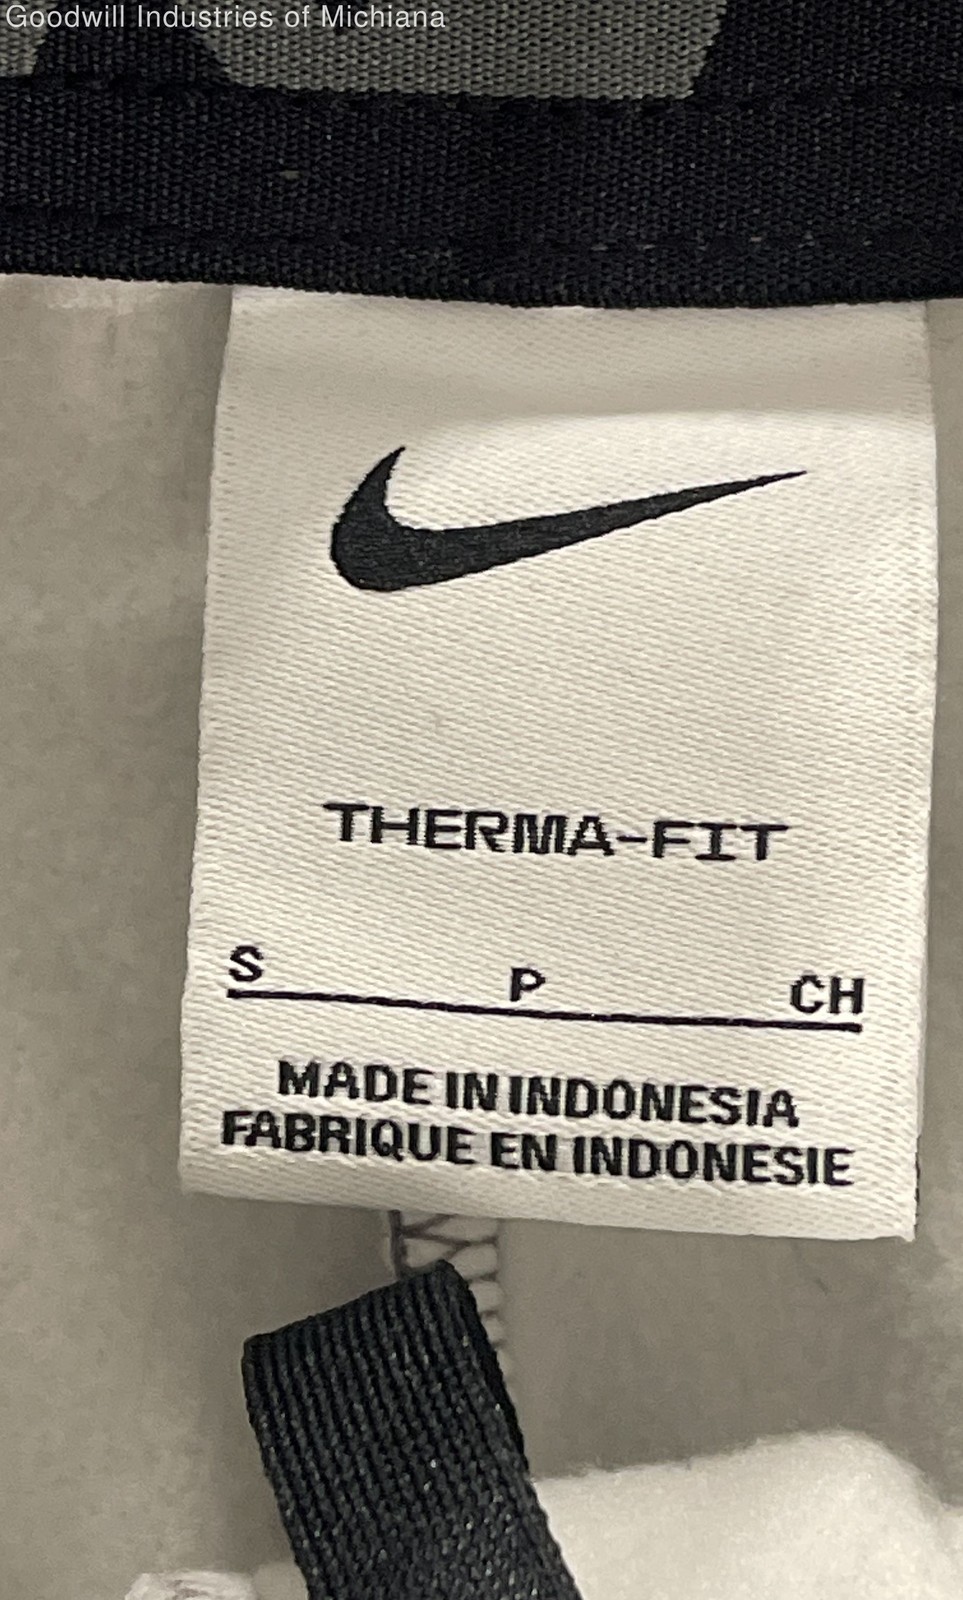 Goodwill Industries of Michiana
THERMA-FIT
S P CH
MADE IN INDONESIA
FABRIQUE EN INDONESIE